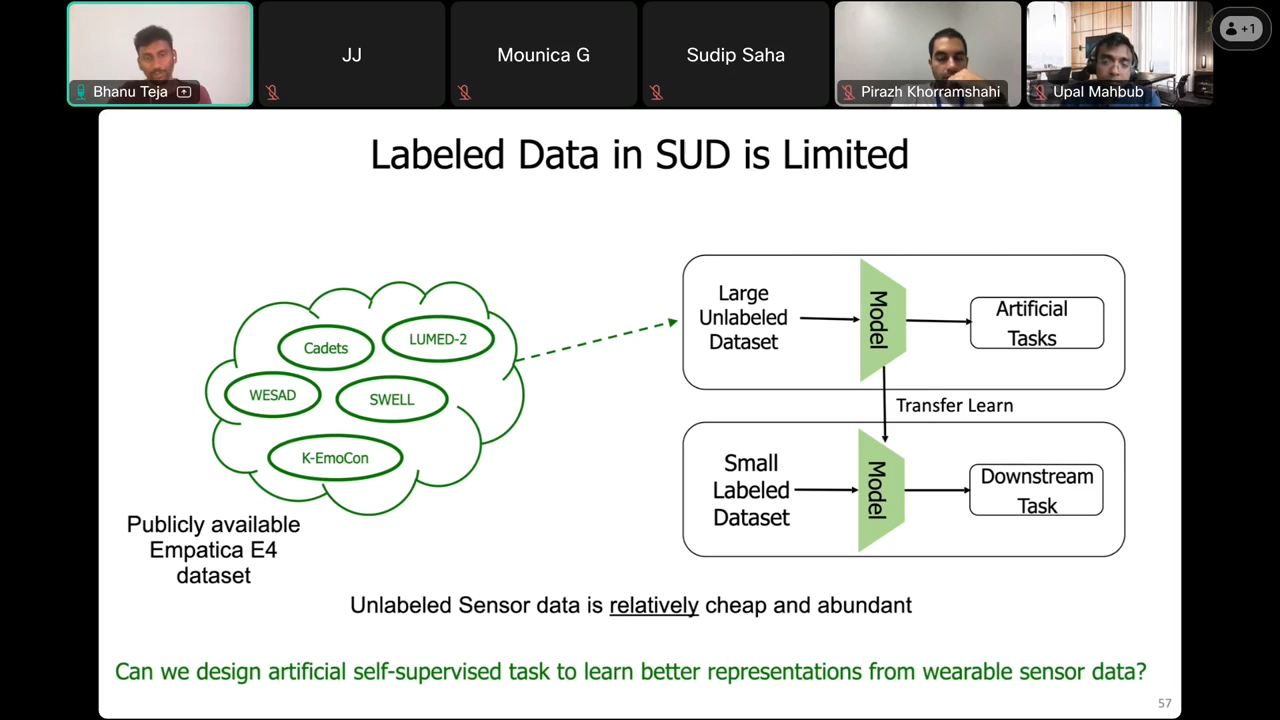 Bhanu Teja
JJ
Mounica G
Sudip Saha
Pirazh Khorramshahi
Upal Mahbub
+1
Labeled Data in SUD is Limited
Cadets
LUMED-2
WESAD
SWELL
K-EmoCon
Publicly available
Empatica E4
dataset
Large
Unlabeled
Dataset
Model
Artificial
Tasks
Transfer Learn
Small
Labeled
Dataset
Model
Downstream
Task
Unlabeled Sensor data is relatively cheap and abundant
Can we design artificial self-supervised task to learn better representations from wearable sensor data?
57